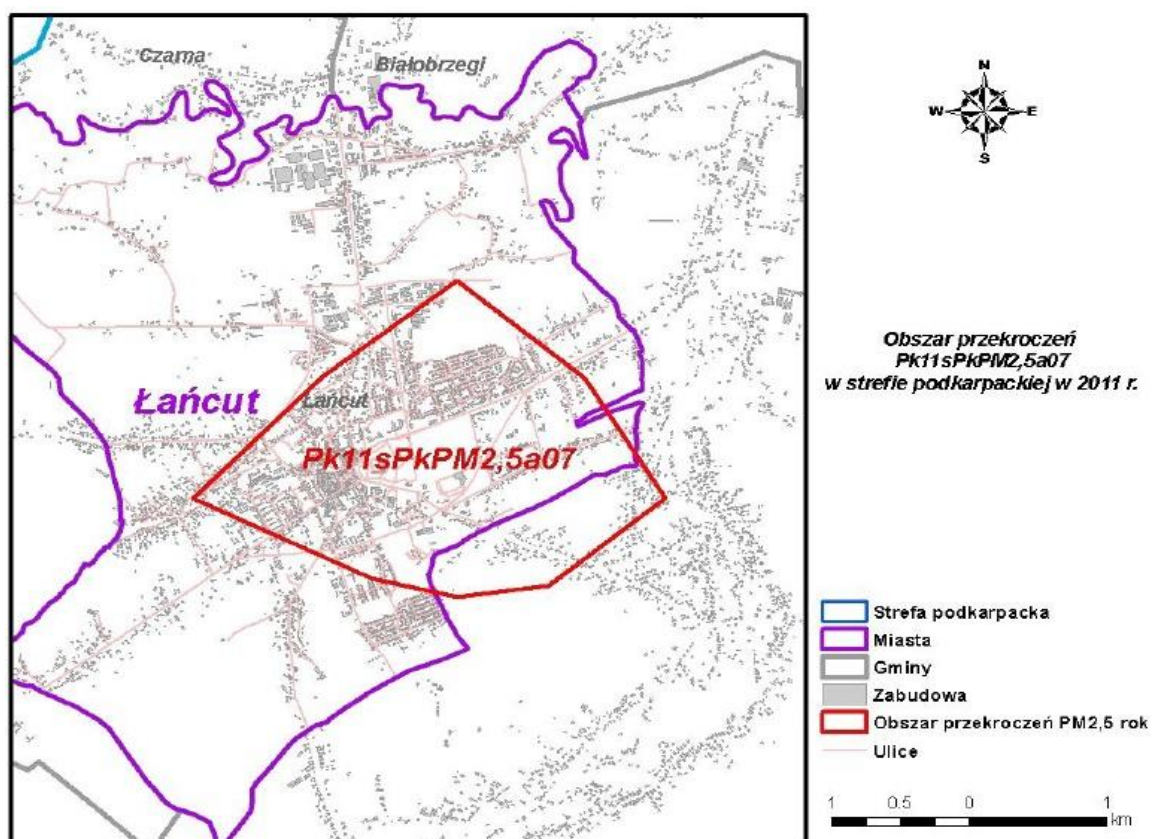 Czarna
Białobrzegi
Łańcut
Łańcut
Pk11sPkPM2,5a07
N
W
E
S
Obszar przekroczeń
Pk11sPkPM2,5a07
w strefie podkarpackiej w 2011 r.
Strefa podkarpacka
Miasta
Gminy
Zabudowa
Obszar przekroczeń PM2,5 rok
Ulice
1 0.5 0 1
km